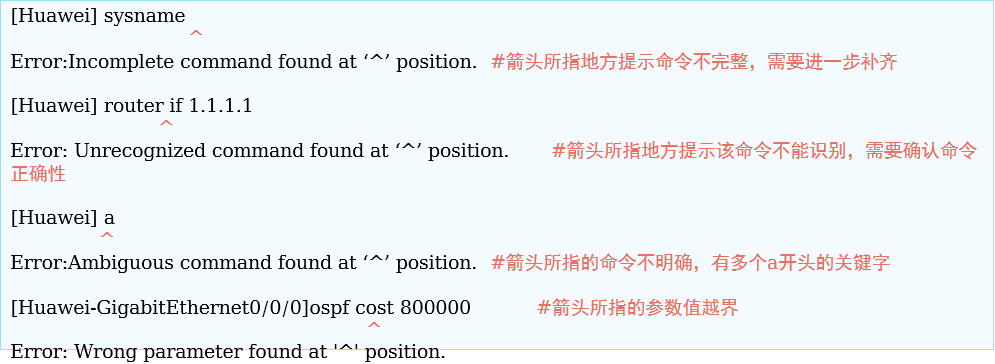 [Huawei] sysname
^
Error:Incomplete command found at ‘^’ position.  #箭头所指地方提示命令不完整，需要进一步补齐
[Huawei] router if 1.1.1.1
^
Error: Unrecognized command found at ‘^’ position.  #箭头所指地方提示该命令不能识别，需要确认命令
正确性
[Huawei] a
^
Error:Ambiguous command found at ‘^’ position.  #箭头所指的命令不明确，有多个a开头的关键字
[Huawei-GigabitEthernet0/0/0]ospf cost 800000  #箭头所指的参数值越界
^
Error: Wrong parameter found at '^' position.